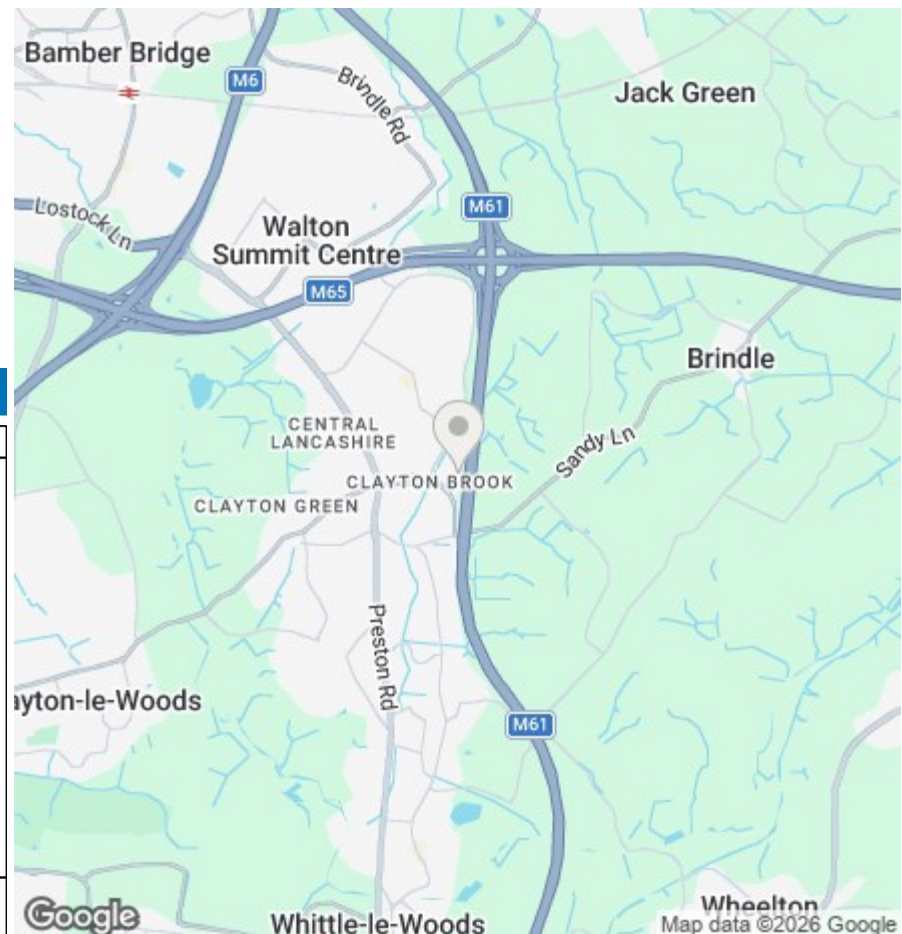 Bamber Bridge
M6
Brindle Rd
Jack Green
Lostock Ln
M61
Walton
Summit Centre
M65
Brindle
CENTRAL
LANCASHIRE
Sandy Ln
CLAYTON BROOK
CLAYTON GREEN
Preston Rd
ayton-le-Woods
M61
Wheelton
Google
Whittle-le-Woods
Map data ©2026 Google